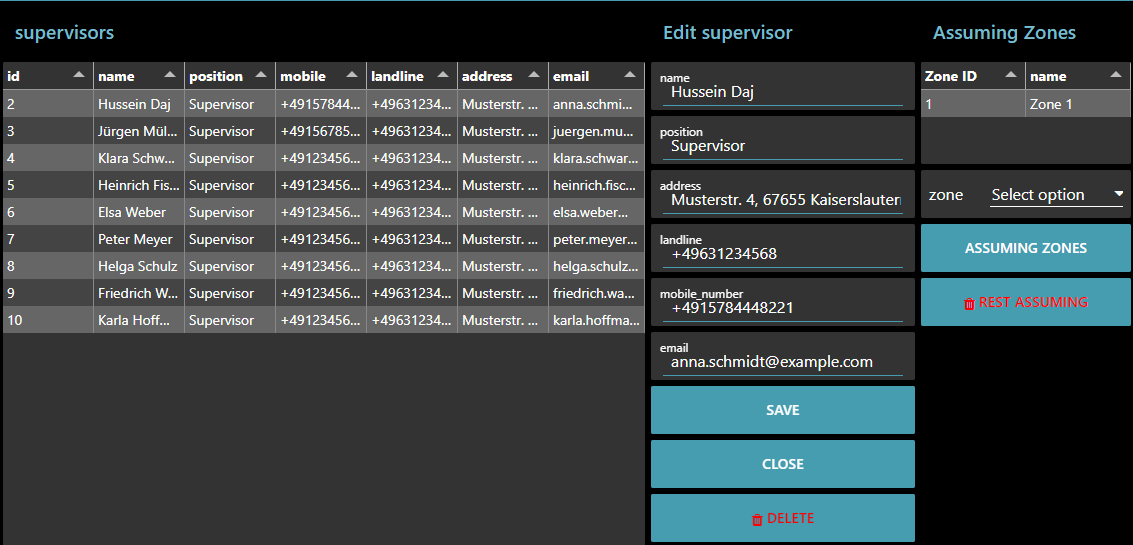 supervisors
id name position mobile landline address email
2 Hussein Daj Supervisor +49157844... +49631234... Musterstr. ... anna.schmi...
3 Jürgen Mül... Supervisor +49156785... +49631234... Musterstr. ... juergen.mu...
4 Klara Schw... Supervisor +49123456... +49631234... Musterstr. ... klara.schwar...
5 Heinrich Fis... Supervisor +49123456... +49631234... Musterstr. ... heinrich.fisc...
6 Elsa Weber Supervisor +49123456... +49631234... Musterstr. ... elsa.weber...
7 Peter Meyer Supervisor +49123456... +49631234... Musterstr. ... peter.meyer...
8 Helga Schulz Supervisor +49123456... +49631234... Musterstr. ... helga.schulz...
9 Friedrich W... Supervisor +49123456... +49631234... Musterstr. ... friedrich.wa...
10 Karla Hoff... Supervisor +49123456... +49631234... Musterstr. ... karla.hoffma...
Edit supervisor
name
Hussein Daj
position
Supervisor
address
Musterstr. 4, 67655 Kaiserslautern
landline
+49631234568
mobile_number
+4915784448221
email
anna.schmidt@example.com
SAVE
CLOSE
DELETE
Assuming Zones
Zone ID name
1 Zone 1
zone Select option
ASSUMING ZONES
REST ASSUMING